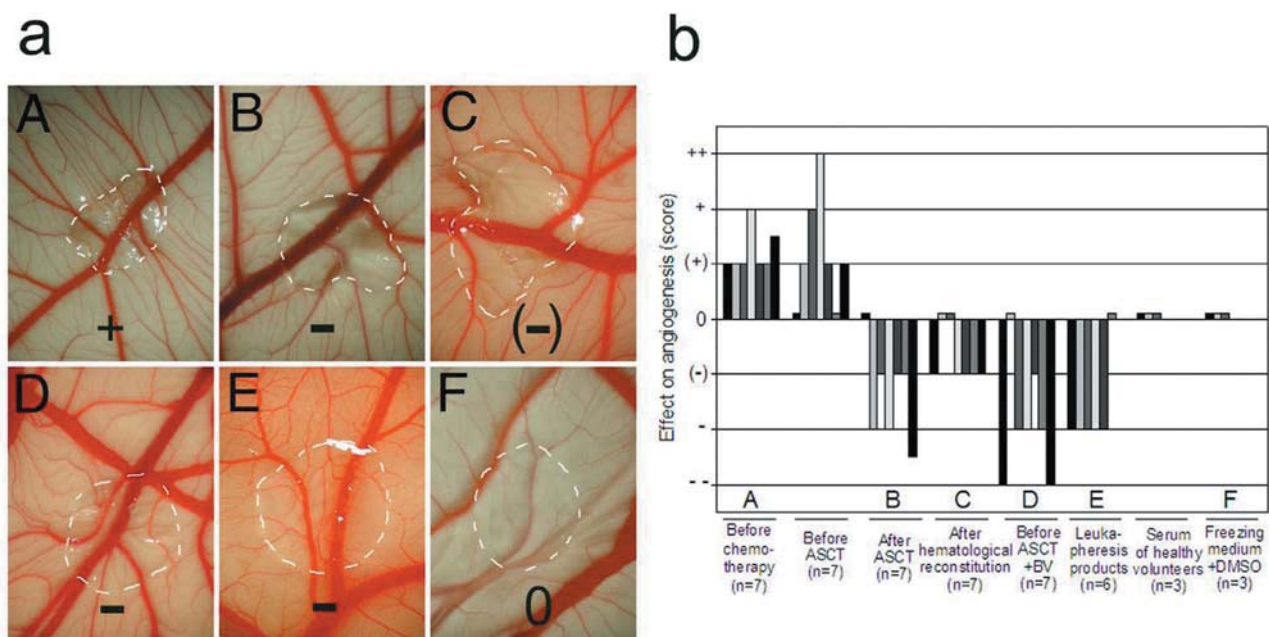 a
b
A
B
C
+
-
(-)
D
E
F
-
-
0
Effect on angiogenesis (score)
++
+
(+)
0
(-)
-
- -
A
B
C
D
E
F
Before
chemo-
therapy
(n=7)
Before
ASCT
(n=7)
After
ASCT
(n=7)
After
hematological
reconstitution
(n=7)
Before
ASCT
+BV
(n=7)
Leuka-
pheresis
products
(n=6)
Serum
of healthy
volunteers
(n=3)
Freezing
medium
+DMSO
(n=3)